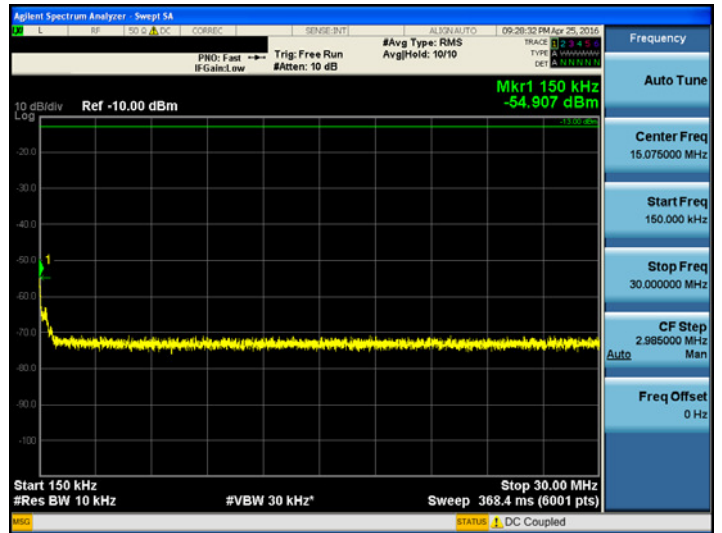 Agilent Spectrum Analyzer - Swept SA
L RF 50 Ω DC CORREC SENSE:INT ALIGN AUTO 09:28:32 PM Apr 25, 2016
#Avg Type: RMS TRACE 1 2 3 4 5 6
PNO: Fast Trig: Free Run Avg|Hold: 10/10 TYPE A WWWWW
IFGain:Low #Atten: 10 dB DET A N N N N N
Frequency
Auto Tune
Mkr1 150 kHz
-54.907 dBm
10 dB/div Ref -10.00 dBm
Log
-13.00 dBm
-20.0
-30.0
-40.0
-50.0
1
-60.0
-70.0
-80.0
-90.0
-100
Center Freq
15.075000 MHz
Start Freq
150.000 kHz
Stop Freq
30.000000 MHz
CF Step
2.985000 MHz
Auto Man
Freq Offset
0 Hz
Start 150 kHz Stop 30.00 MHz
#Res BW 10 kHz #VBW 30 kHz* Sweep 368.4 ms (6001 pts)
MSG STATUS DC Coupled